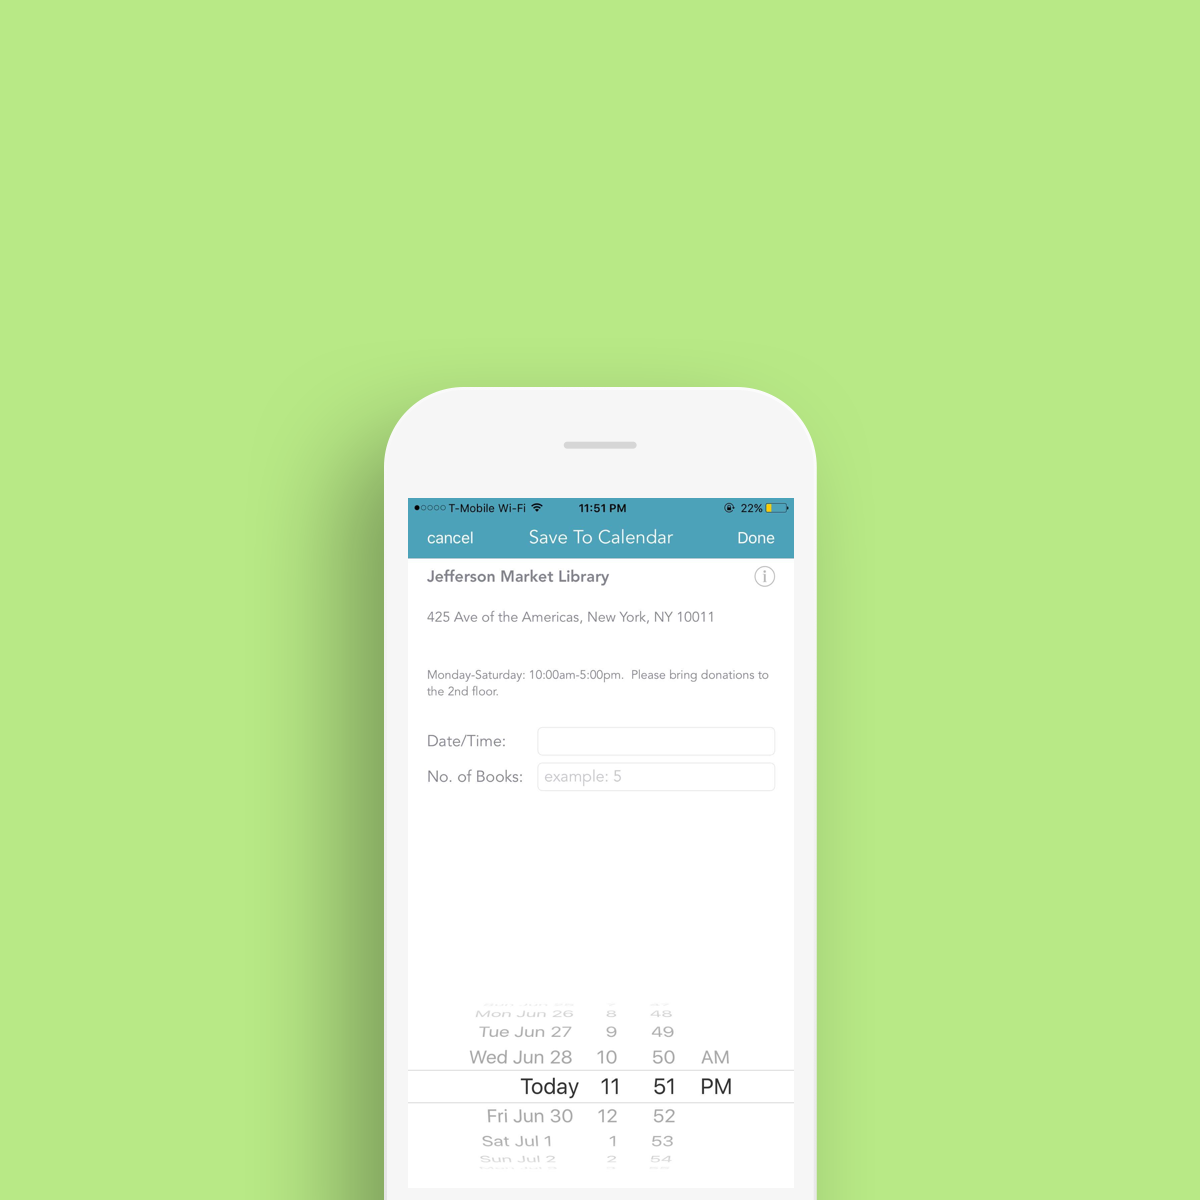 T-Mobile Wi-Fi 11:51 PM 22%
cancel Save To Calendar Done
Jefferson Market Library
425 Ave of the Americas, New York, NY 10011
Monday-Saturday: 10:00am-5:00pm. Please bring donations to
the 2nd floor.
Date/Time:
No. of Books: example: 5
Mon Jun 26 8 48
Tue Jun 27 9 49
Wed Jun 28 10 50 AM
Today 11 51 PM
Fri Jun 30 12 52
Sat Jul 1 1 53
Sun Jul 2 2 54